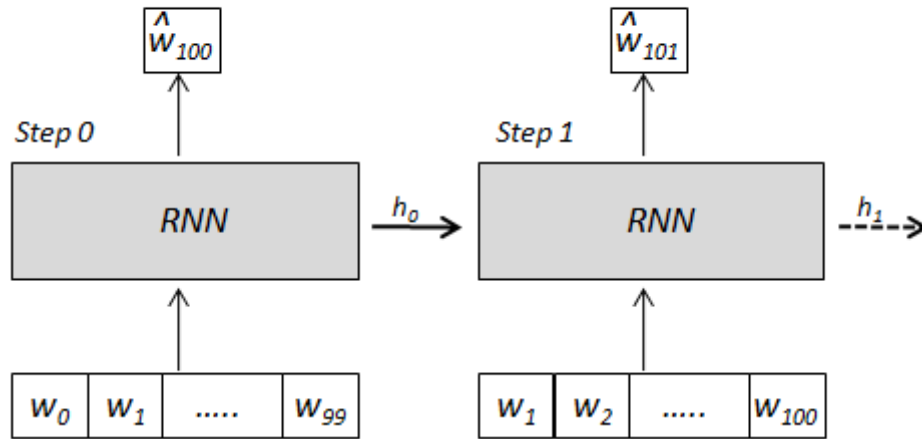 ŵ₁₀₀ ŵ₁₀₁
Step 0 Step 1
RNN h₀ RNN h₁
w₀ w₁ ..... w₉₉ w₁ w₂ ..... w₁₀₀